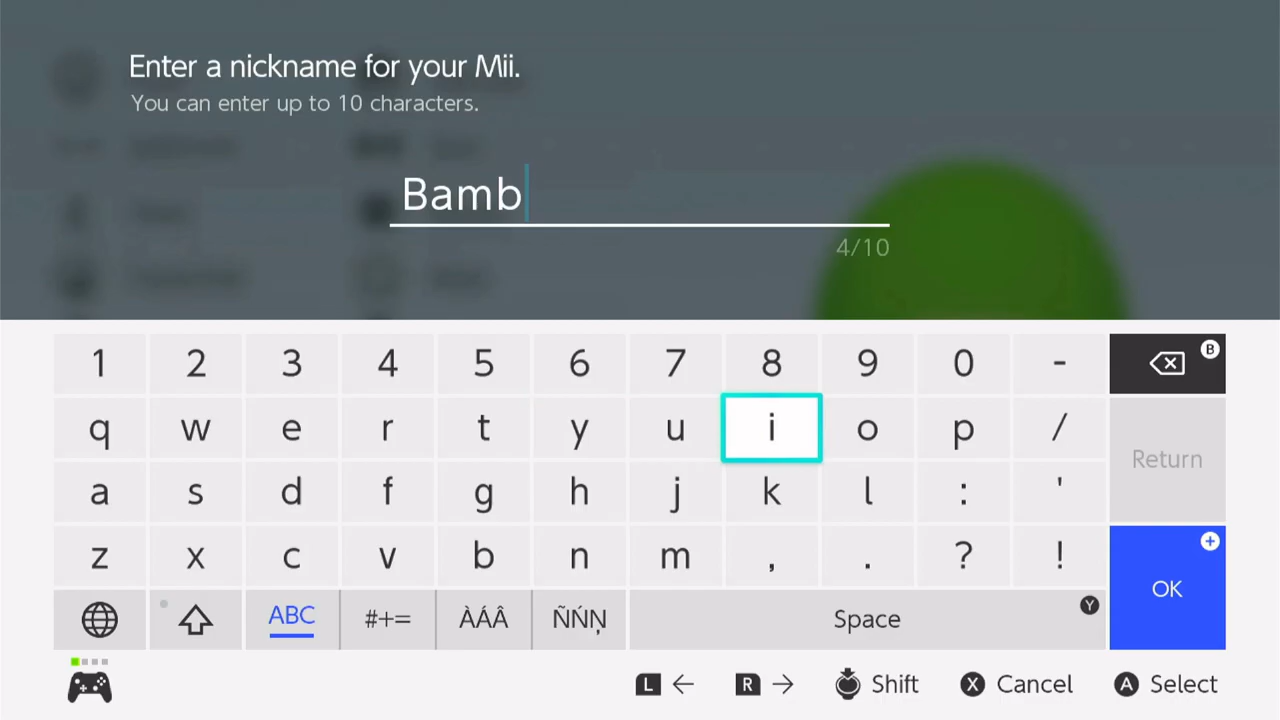 Enter a nickname for your Mii.
You can enter up to 10 characters.
Bamb
4/10
1 2 3 4 5 6 7 8 9 0 - B
q w e r t y u i o p / Return
a s d f g h j k l : '
z x c v b n m , . ? ! + OK
ABC #+= ÀÁÂ ÑŃŅ Space Y
L ← R → Shift X Cancel A Select